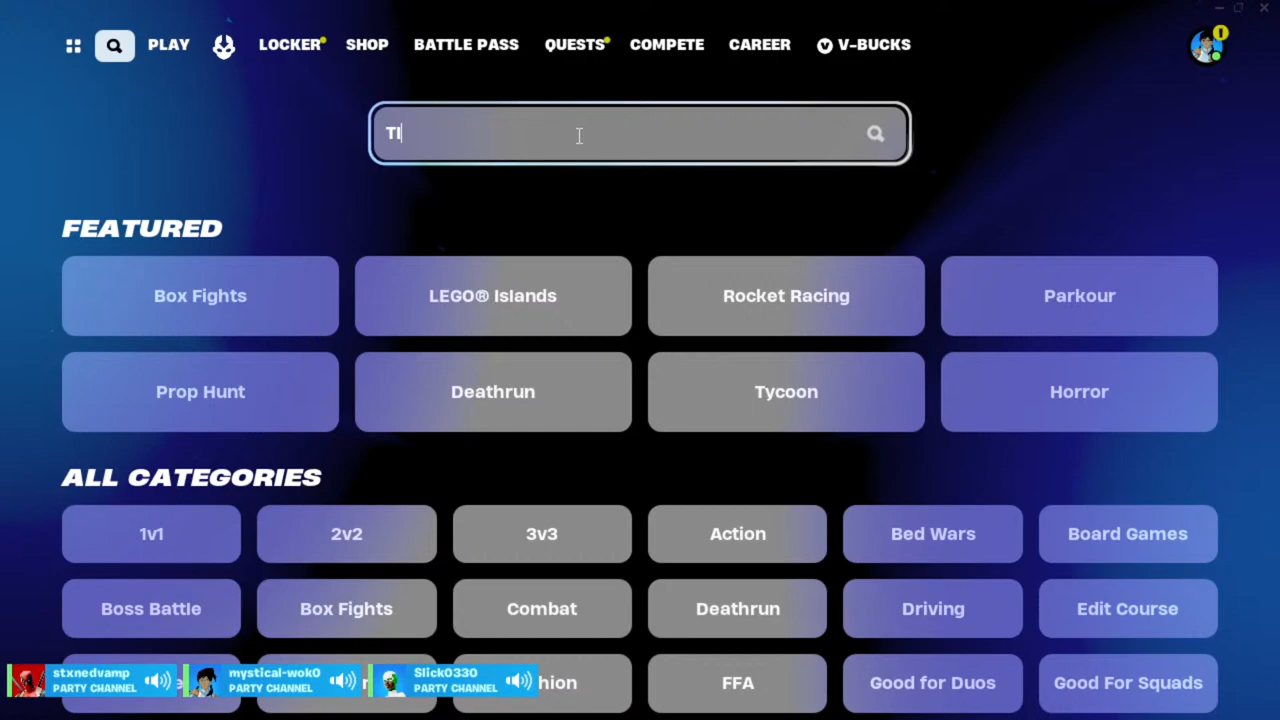 PLAY LOCKER SHOP BATTLE PASS QUESTS COMPETE CAREER V-BUCKS
TI
FEATURED
Box Fights LEGO® Islands Rocket Racing Parkour
Prop Hunt Deathrun Tycoon Horror
ALL CATEGORIES
1v1 2v2 3v3 Action Bed Wars Board Games
Boss Battle Box Fights Combat Deathrun Driving Edit Course
FFA Good for Duos Good For Squads
stxnedvamp mystical-wok0 Slick0330
PARTY CHANNEL PARTY CHANNEL PARTY CHANNEL